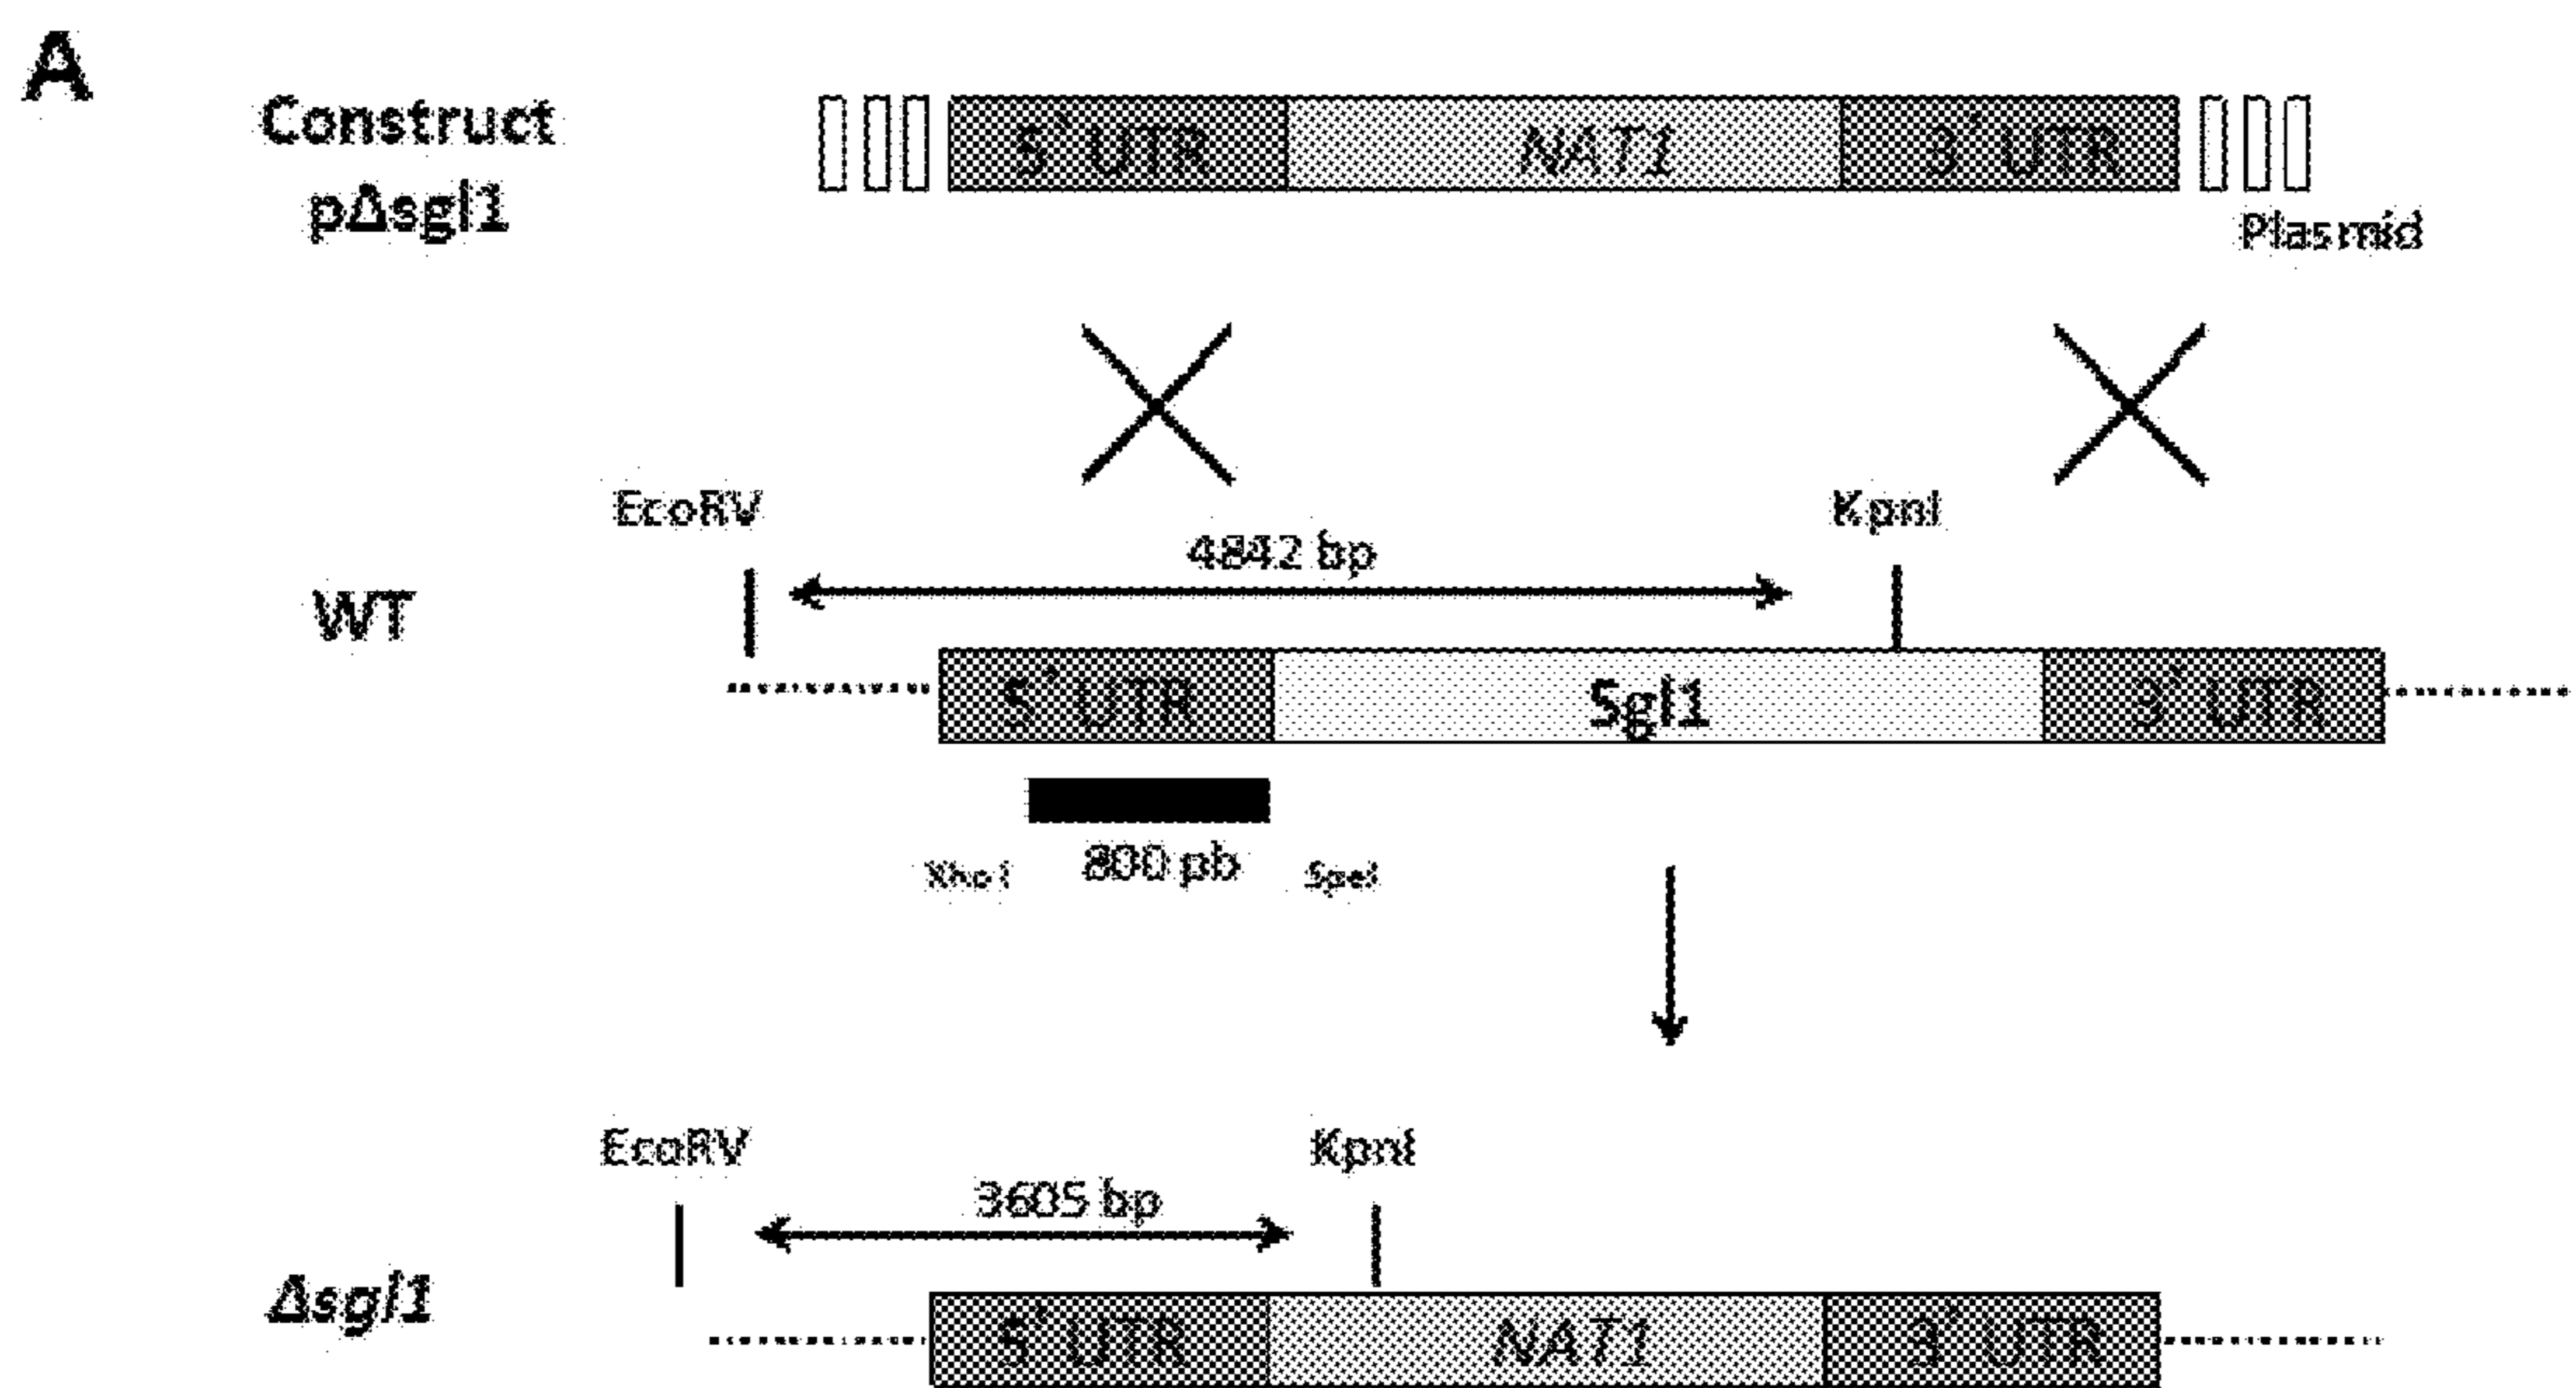 A
Construct
pΔsgl1
5´ UTR
NAT1
3´ UTR
Plasmid
EcoRV
KpnI
4842 bp
WT
5´ UTR
Sgl1
3´ UTR
XhoI
800 pb
SpeI
EcoRV
KpnI
3605 bp
Δsgl1
5´ UTR
NAT1
3´ UTR